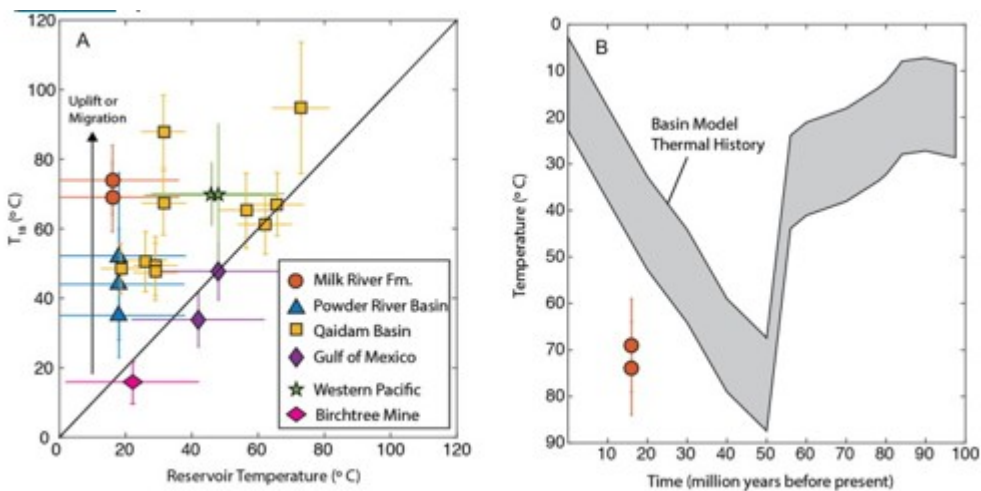 A
120
100
80
60
40
20
0
T₁₈ (° C)
Uplift or
Migration
Milk River Fm.
Powder River Basin
Qaidam Basin
Gulf of Mexico
Western Pacific
Birchtree Mine
0 20 40 60 80 100 120
Reservoir Temperature (° C)
B
0
10
20
30
40
50
60
70
80
90
Temperature (° C)
Basin Model
Thermal History
10 20 30 40 50 60 70 80 90 100
Time (million years before present)